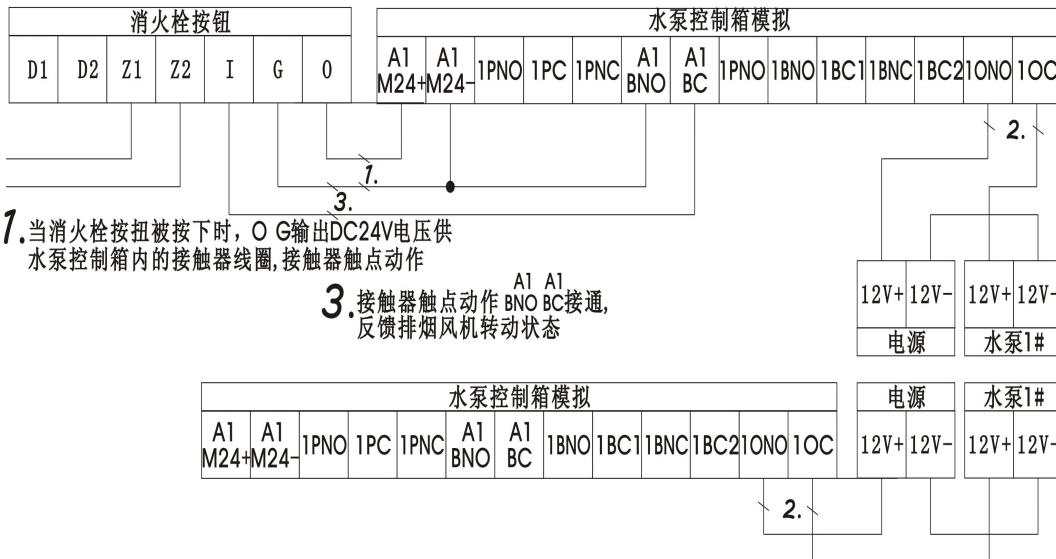 消火栓按钮
水泵控制箱模拟
D1 D2 Z1 Z2 I G O
A1 M24+ A1 M24- 1PNO 1PC 1PNC A1 BNO A1 BC 1PNO 1BNO 1BC1 1BNC 1BC2 1ONO 1OC
2.
1.
3.
1.当消火栓按扭被按下时，O G输出DC24V电压供
水泵控制箱内的接触器线圈,接触器触点动作
3.接触器触点动作 A1 BNO A1 BC接通,
反馈排烟风机转动状态
12V+ 12V- 12V+ 12V-
电源 水泵1#
水泵控制箱模拟
电源 水泵1#
A1 M24+ A1 M24- 1PNO 1PC 1PNC A1 BNO A1 BC 1BNO 1BC1 1BNC 1BC2 1ONO 1OC
12V+ 12V- 12V+ 12V-
2.